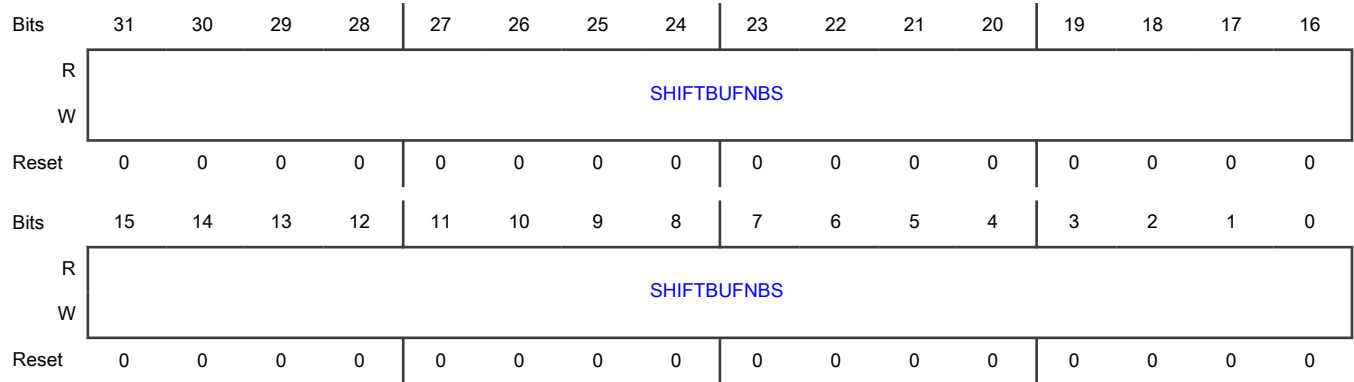 Bits 31 30 29 28 27 26 25 24 23 22 21 20 19 18 17 16
R
SHIFTBUFNBS
W
Reset 0 0 0 0 0 0 0 0 0 0 0 0 0 0 0 0
Bits 15 14 13 12 11 10 9 8 7 6 5 4 3 2 1 0
R
SHIFTBUFNBS
W
Reset 0 0 0 0 0 0 0 0 0 0 0 0 0 0 0 0